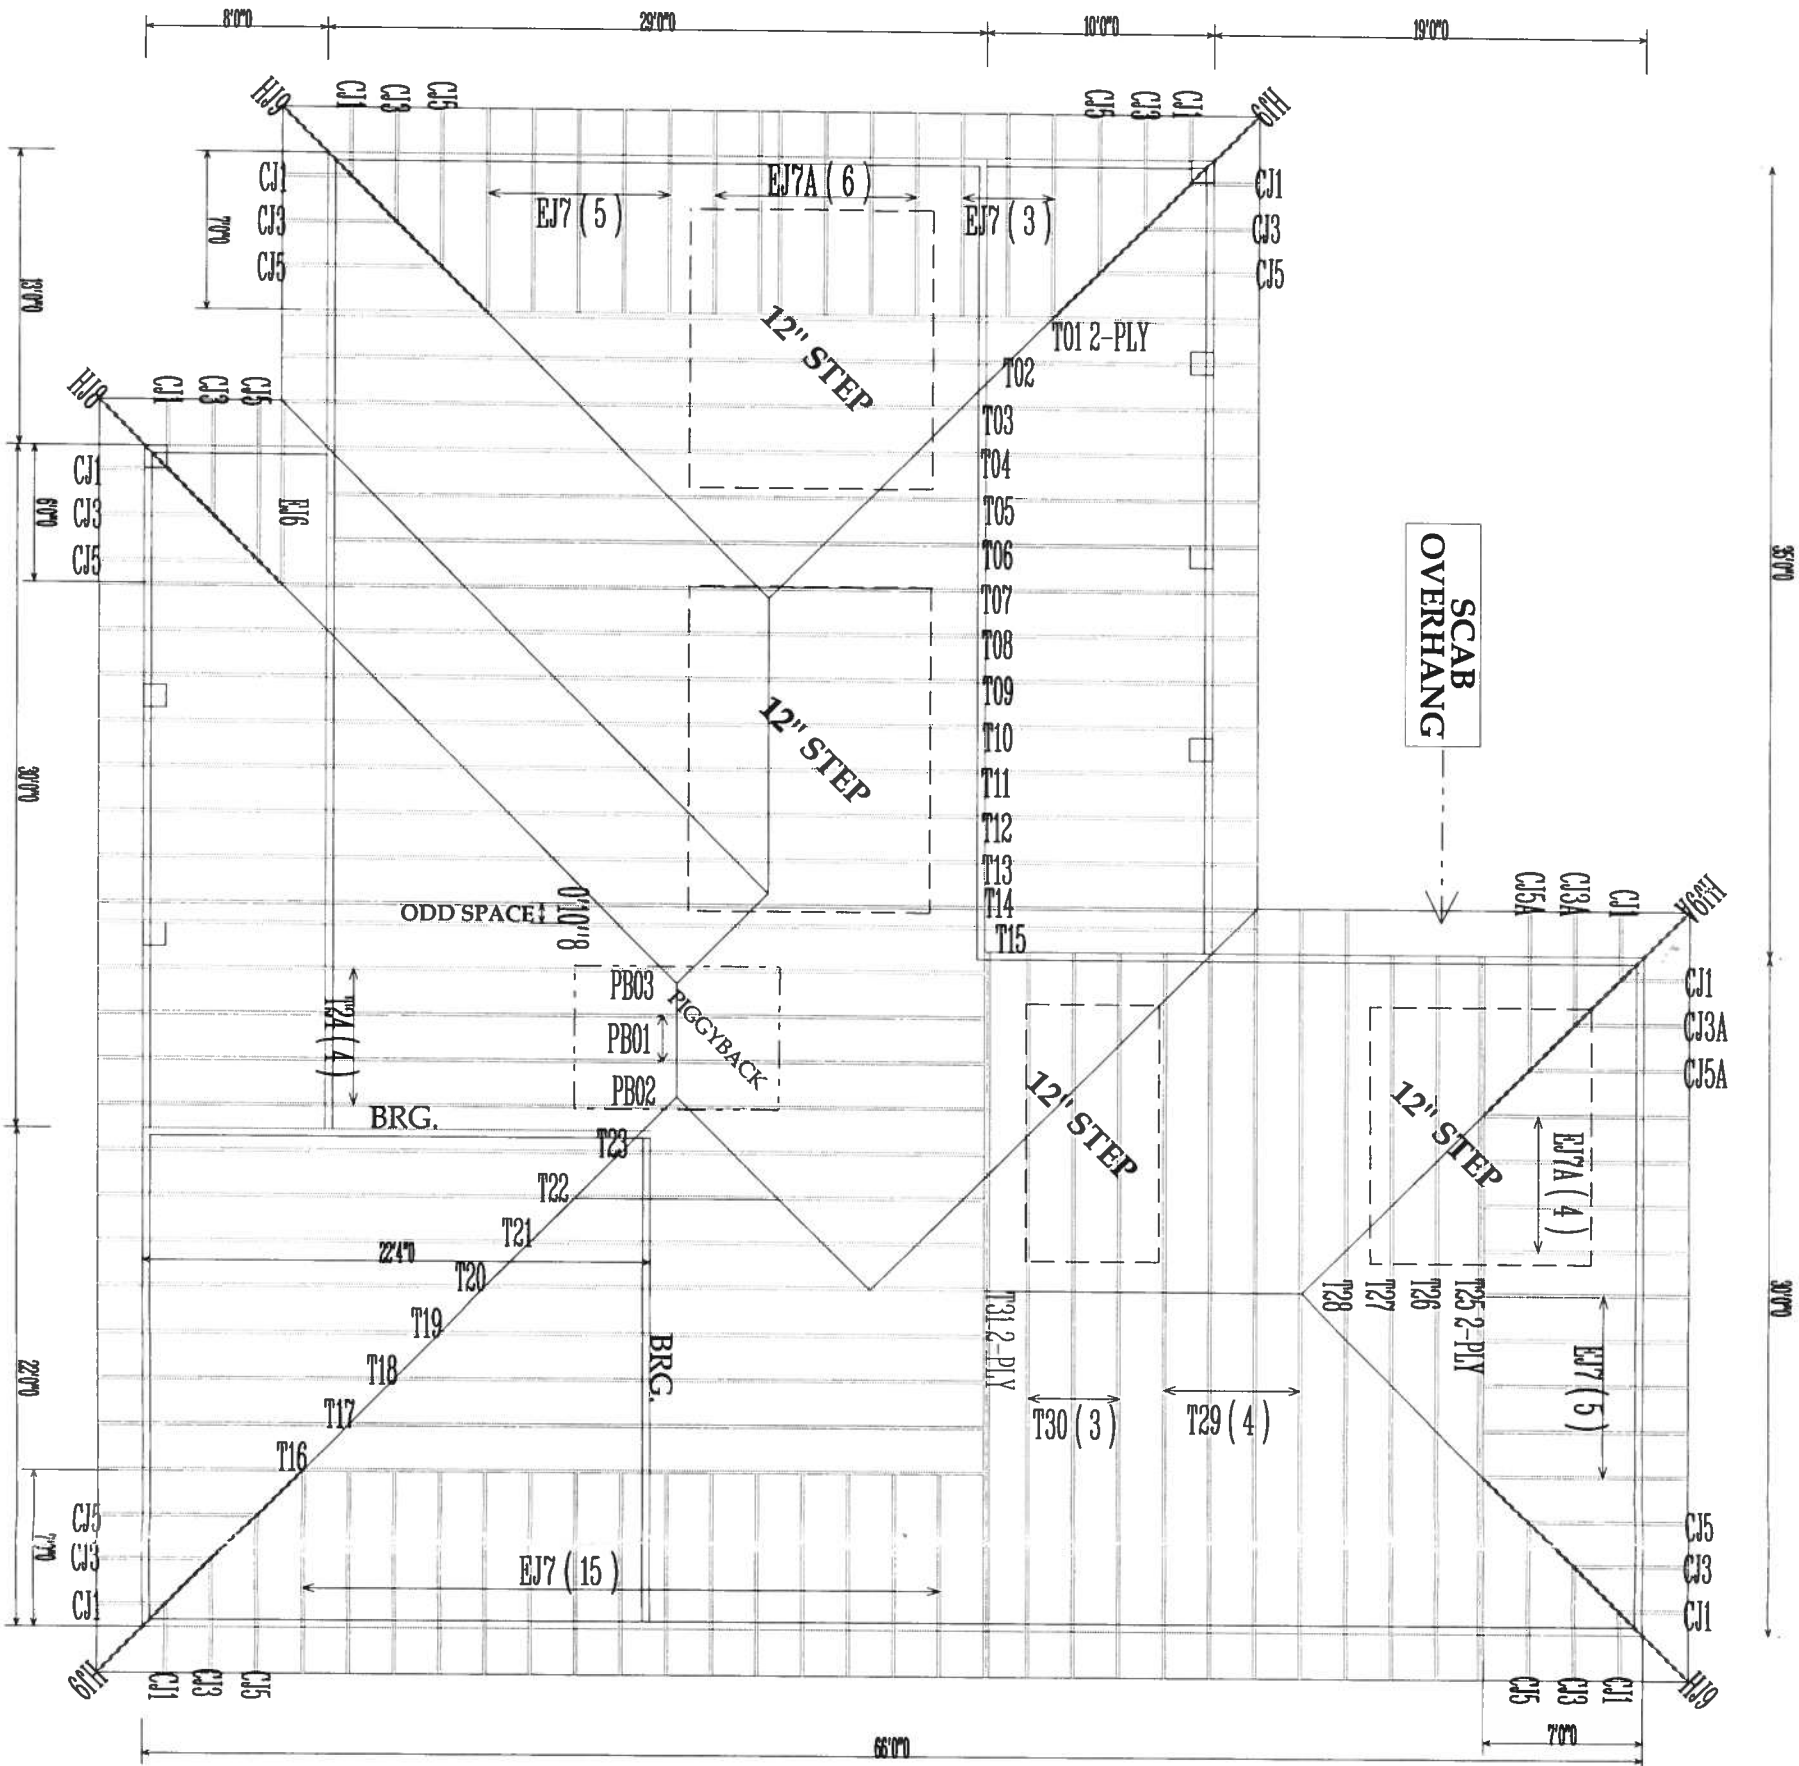 8'0"0
29'0"0
10'0"0
19'0"0
HJ9
CJ1
CJ3
CJ5
CJ5
CJ3
CJ1
HJ9
CJ1
CJ3
CJ5
7'0"0
EJ7 ( 5 )
EJ7A ( 6 )
EJ7 ( 3 )
CJ1
CJ3
CJ5
13'0"0
12" STEP
T01 2-PLY
T02
T03
T04
T05
T06
T07
T08
T09
T10
T11
T12
T13
T14
T15
HJ8
CJ1
CJ3
CJ5
CJ1
CJ3
CJ5
6'0"0
EJ6
35'0"0
SCAB
OVERHANG
12" STEP
30'0"0
ODD SPACE
0'10"8
CJ5A
CJ3A
CJ1
HJ9A
CJ1
CJ3A
CJ5A
T24 ( 4 )
PB03
PB01
PB02
PIGGYBACK
BRG.
12" STEP
12" STEP
EJ7A ( 4 )
T23
T22
T21
T20
T19
T18
T17
T16
22'4"0
BRG.
T31 2-PLY
T30 ( 3 )
T29 ( 4 )
T28
T27
T26
T25 2-PLY
EJ7 ( 5 )
30'0"0
22'0"0
7'0"0
CJ5
CJ3
CJ1
EJ7 ( 15 )
CJ5
CJ3
CJ1
HJ9
CJ1
CJ3
CJ5
CJ5
CJ3
CJ1
HJ9
7'0"0
66'0"0